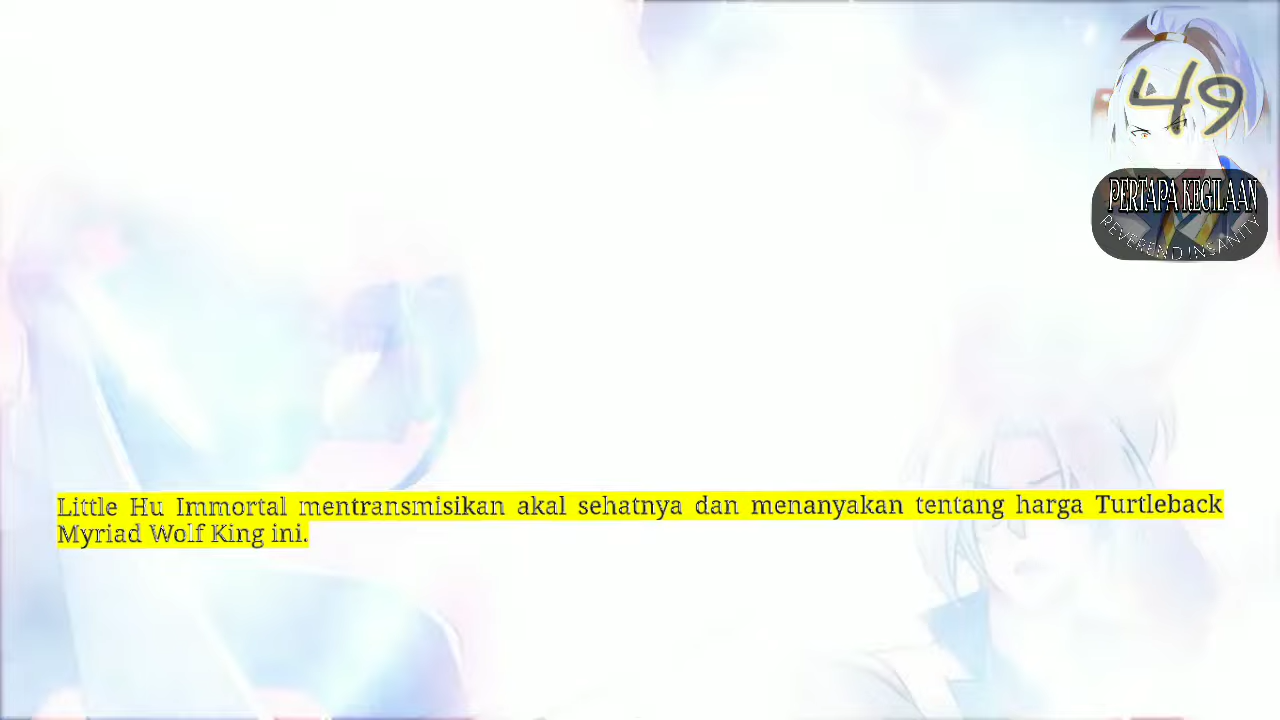 49
PERTAPA KEGILAAN
REVEREND INSANITY
Little Hu Immortal mentransmisikan akal sehatnya dan menanyakan tentang harga Turtleback
Myriad Wolf King ini.